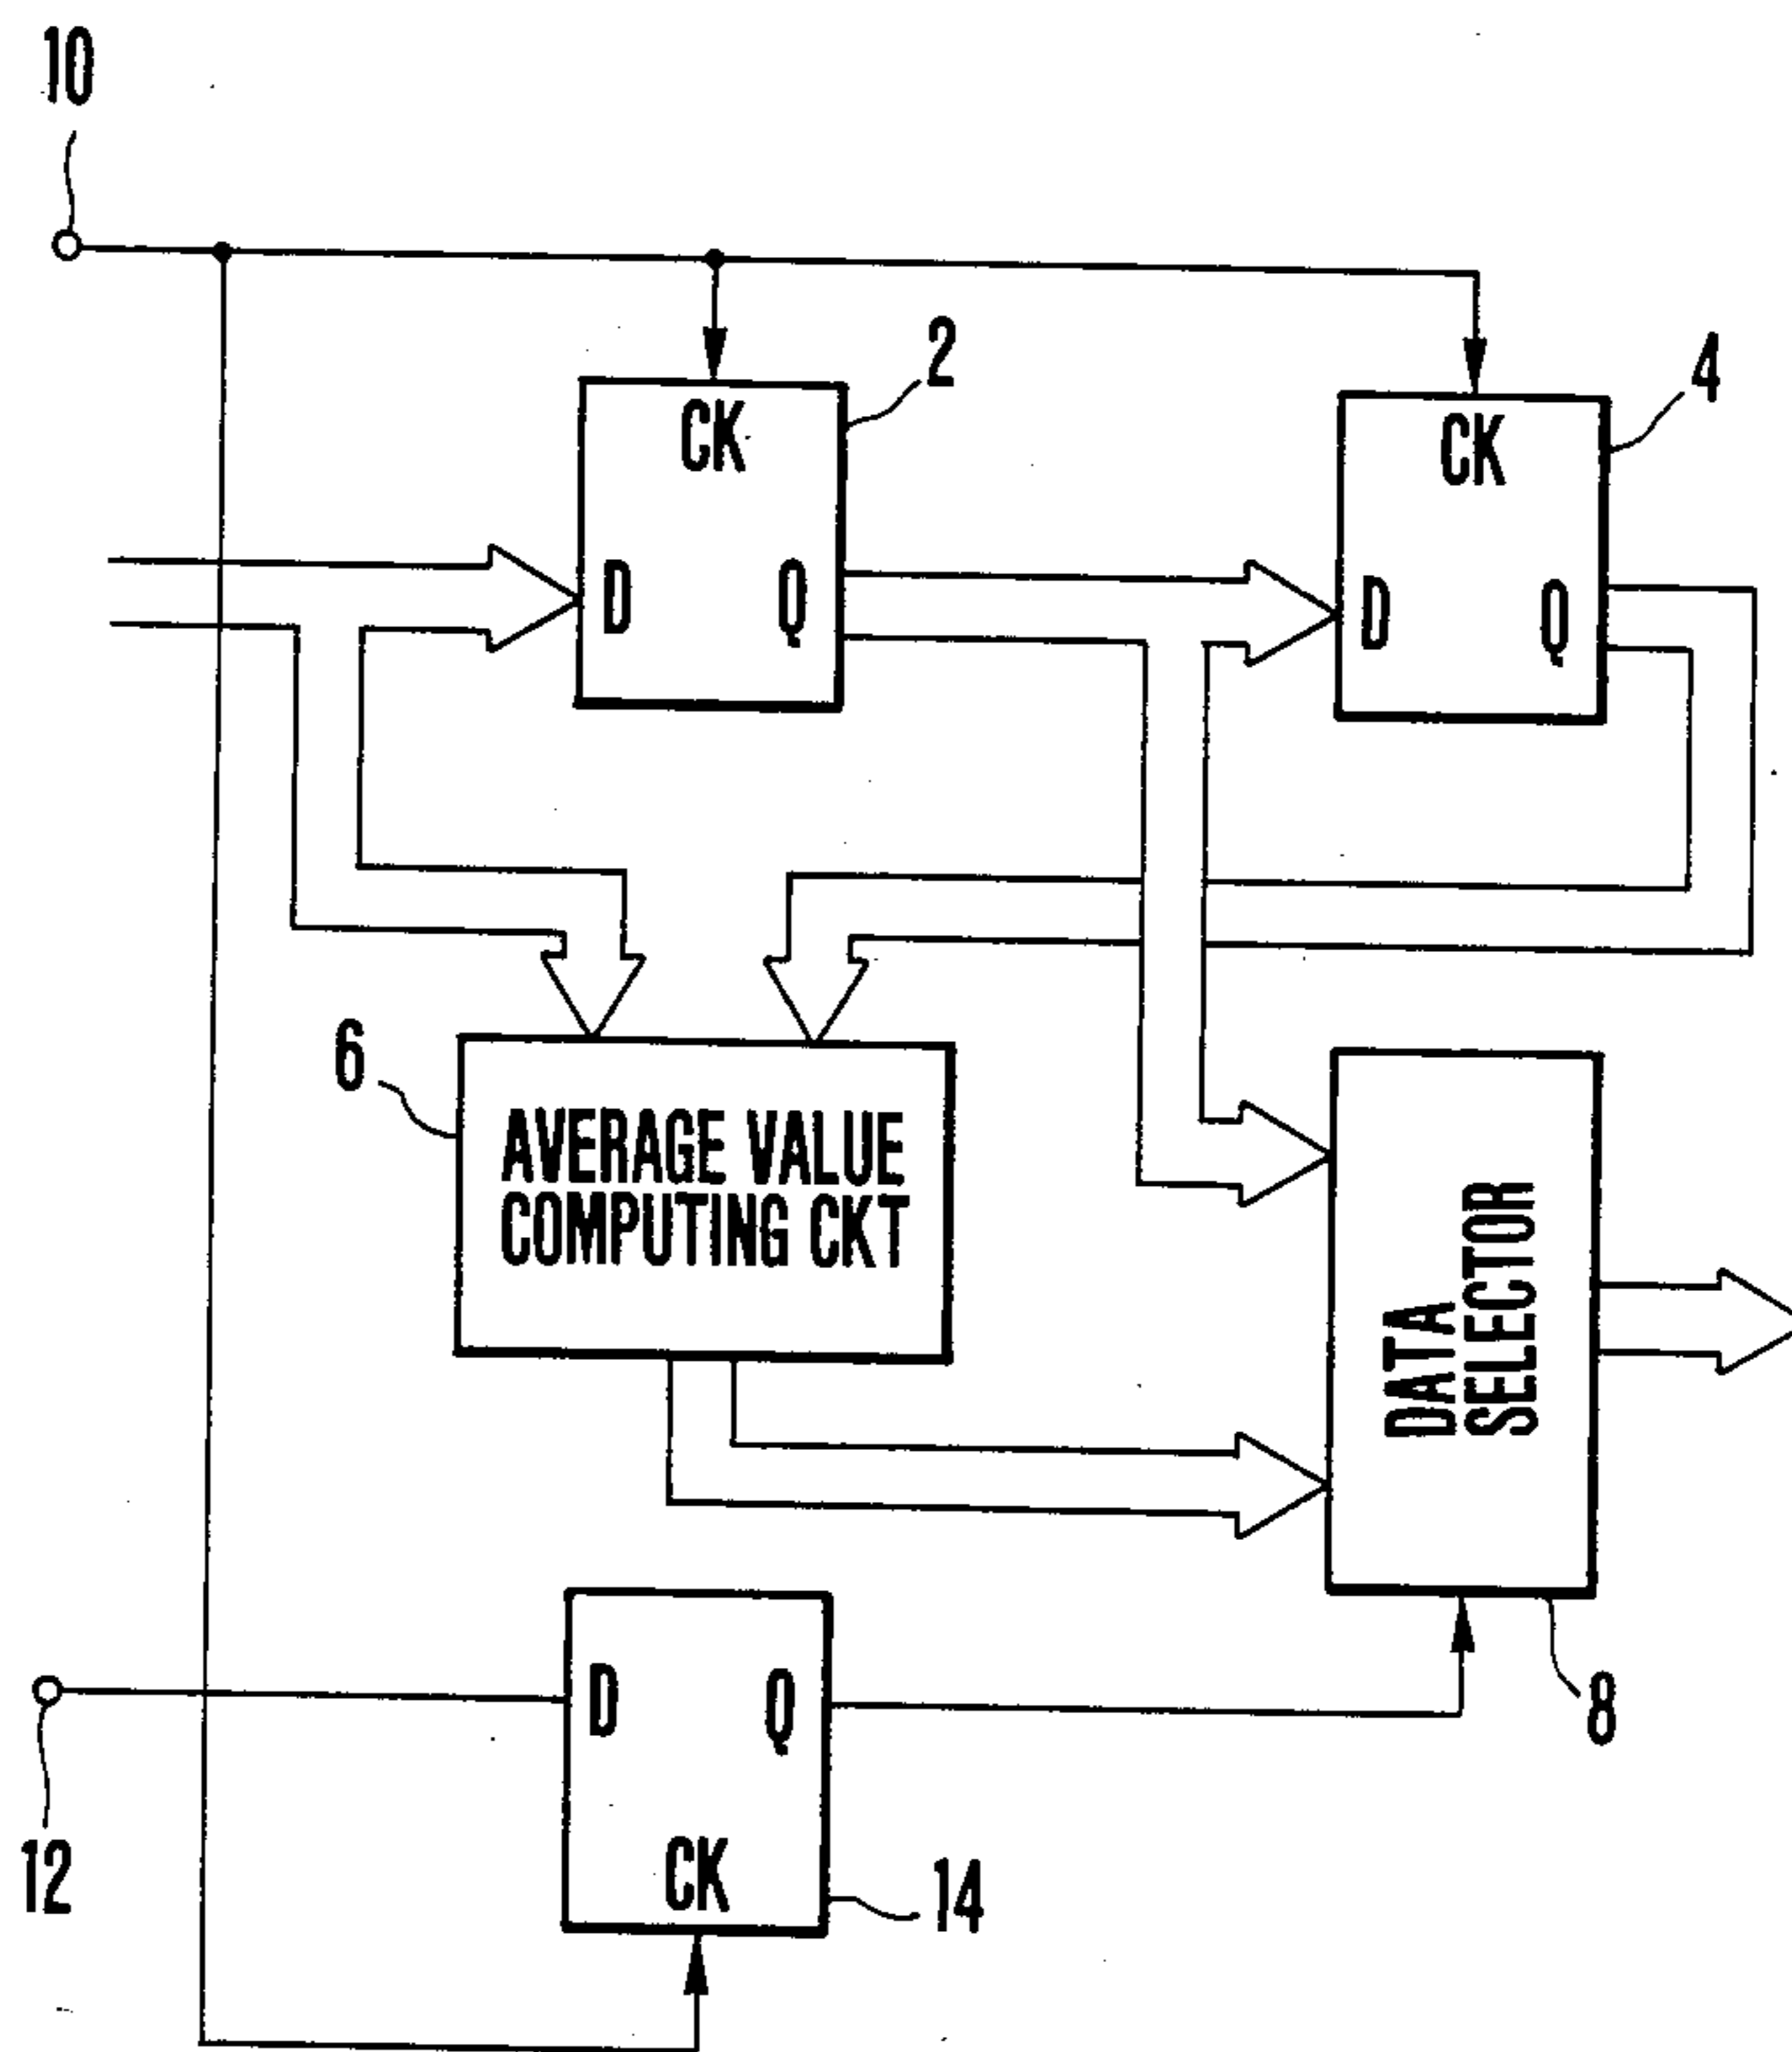 10
2
4
CK
CK
D
Q
D
Q
6
AVERAGE VALUE
COMPUTING CKT
DATA
SELECTOR
D
Q
8
12
CK
14